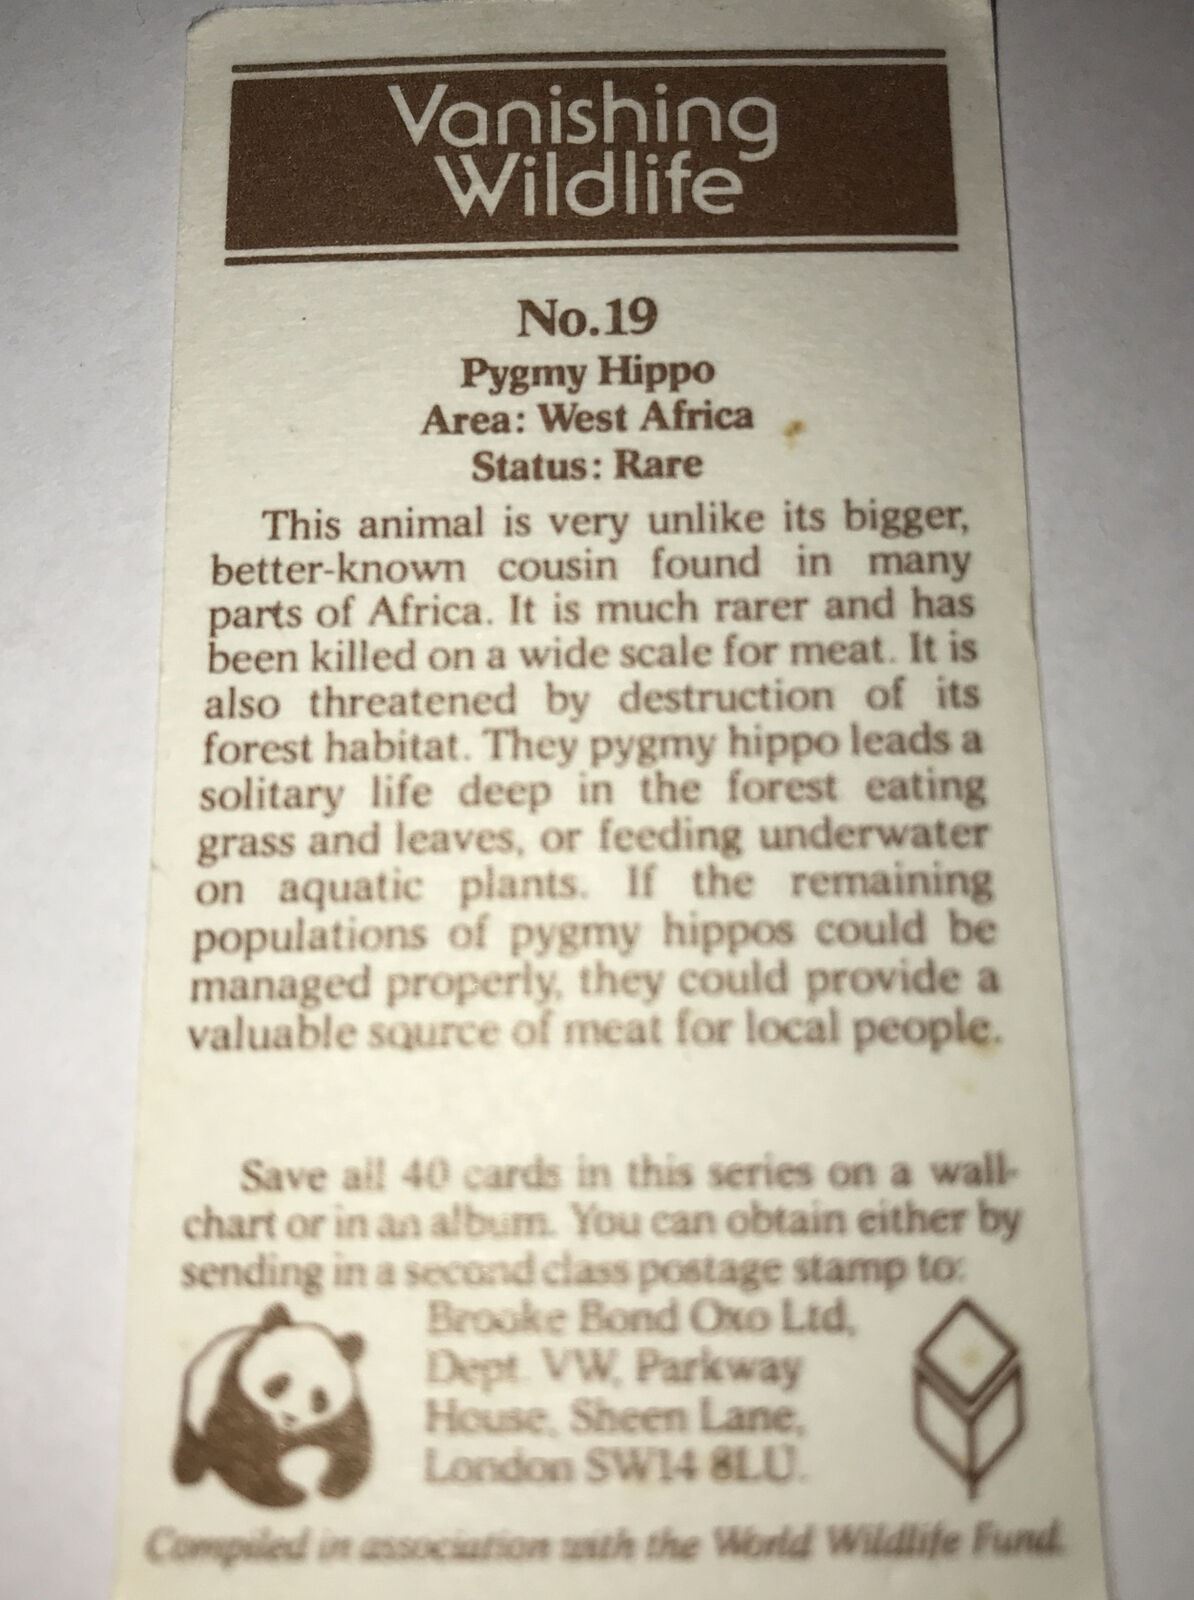 Vanishing
Wildlife
No.19
Pygmy Hippo
Area: West Africa
Status: Rare
This animal is very unlike its bigger,
better-known cousin found in many
parts of Africa. It is much rarer and has
been killed on a wide scale for meat. It is
also threatened by destruction of its
forest habitat. They pygmy hippo leads a
solitary life deep in the forest eating
grass and leaves, or feeding underwater
on aquatic plants. If the remaining
populations of pygmy hippos could be
managed properly, they could provide a
valuable source of meat for local people.
Save all 40 cards in this series on a wall-
chart or in an album. You can obtain either by
sending in a second class postage stamp to:
Brooke Bond Oxo Ltd,
Dept. VW, Parkway
House, Sheen Lane,
London SW14 8LU.
Compiled in association with the World Wildlife Fund.